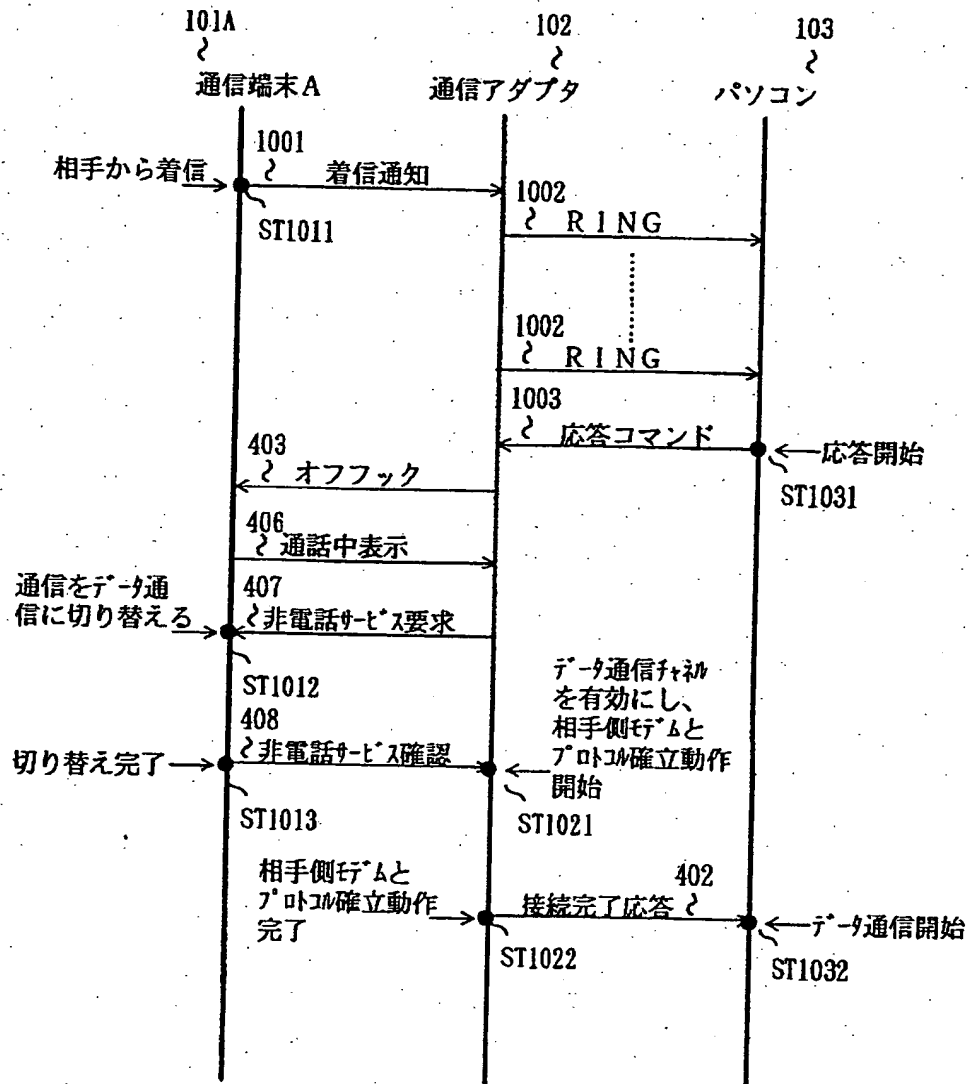 101A
102
103
通信端末A
通信アダプタ
パソコン
1001
相手から着信
着信通知
ST1011
1002
RING
1002
RING
1003
応答コマンド
応答開始
ST1031
403
オフフック
406
通話中表示
通信をデータ通
信に切り替える
407
非電話サービス要求
ST1012
データ通信チャネル
を有効にし、
相手側モデムと
プロトコル確立動作
開始
408
非電話サービス確認
切り替え完了
ST1013
ST1021
相手側モデムと
プロトコル確立動作
完了
402
接続完了応答
データ通信開始
ST1022
ST1032